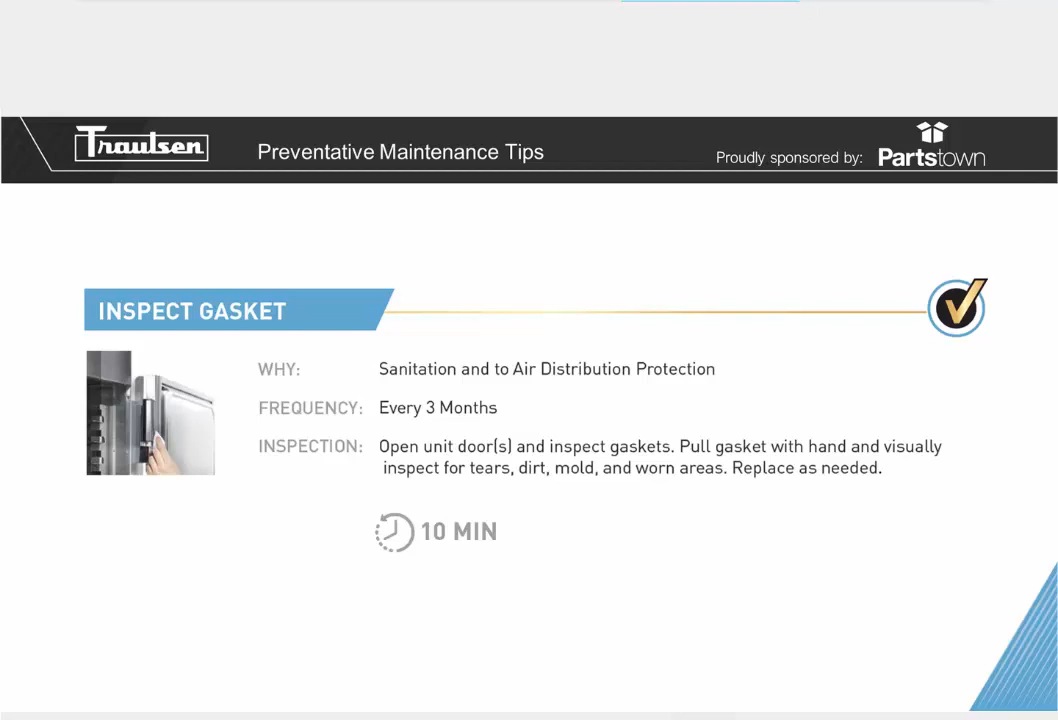 Traulsen
Preventative Maintenance Tips
Proudly sponsored by:
Partstown
INSPECT GASKET
WHY: Sanitation and to Air Distribution Protection
FREQUENCY: Every 3 Months
INSPECTION: Open unit door(s) and inspect gaskets. Pull gasket with hand and visually
inspect for tears, dirt, mold, and worn areas. Replace as needed.
10 MIN